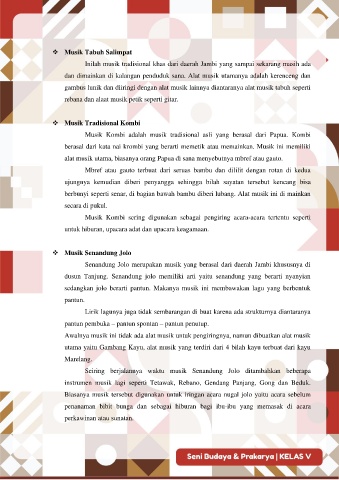 ❖ Musik Tabuh Salimpat
Inilah musik tradisional khas dari daerah Jambi yang sampai sekarang masih ada
dan dimainkan di kalangan penduduk sana. Alat musik utamanya adalah kerenceng dan
gambus lunik dan diiringi dengan alat musik lainnya diantaranya alat musik tabuh seperti
rebana dan alaat musik petik seperti gitar.
❖ Musik Tradisional Kombi
Musik Kombi adalah musik tradisional asli yang berasal dari Papua. Kombi
berasal dari kata nai krombi yang berarti memetik atau memainkan. Musik ini memiliki
alat musik utama, biasanya orang Papua di sana menyebutnya mbref atau gauto.
Mbref atau gauto terbuat dari seruas bambu dan dililit dengan rotan di kedua
ujungnya kemudian diberi penyangga sehingga bilah sayatan tersebut kencang bisa
berbunyi seperti senar, di bagian bawah bambu diberi lubang. Alat musik ini di mainkan
secara di pukul.
Musik Kombi sering digunakan sebagai pengiring acara-acara tertentu seperti
untuk hiburan, upacara adat dan upacara keagamaan.
❖ Musik Senandung Jolo
Senandung Jolo merupakan musik yang berasal dari daerah Jambi khususnya di
dusun Tanjung. Senandung jolo memiliki arti yaitu senandung yang berarti nyanyian
sedangkan jolo berarti pantun. Makanya musik ini membawakan lagu yang berbentuk
pantun.
Lirik lagunya juga tidak sembarangan di buat karena ada strukturnya diantaranya
pantun pembuka – pantun spontan – pantun penutup.
Awalnya musik ini tidak ada alat musik untuk pengiringnya, namun dibuatkan alat musik
utama yaitu Gambang Kayu, alat musik yang terdiri dari 4 bilah kayu terbuat dari kayu
Marelang.
Seiring berjalannya waktu musik Senandung Jolo ditambahkan beberapa
instrumen musik lagi seperti Tetawak, Rebano, Gendang Panjang, Gong dan Beduk.
Biasanya musik tersebut digunakan untuk iringan acara nugal jolo yaitu acara sebelum
penanaman bibit bunga dan sebagai hiburan bagi ibu-ibu yang memasak di acara
perkawinan atau sunatan.
Seni Budaya & Prakarya | KELAS V